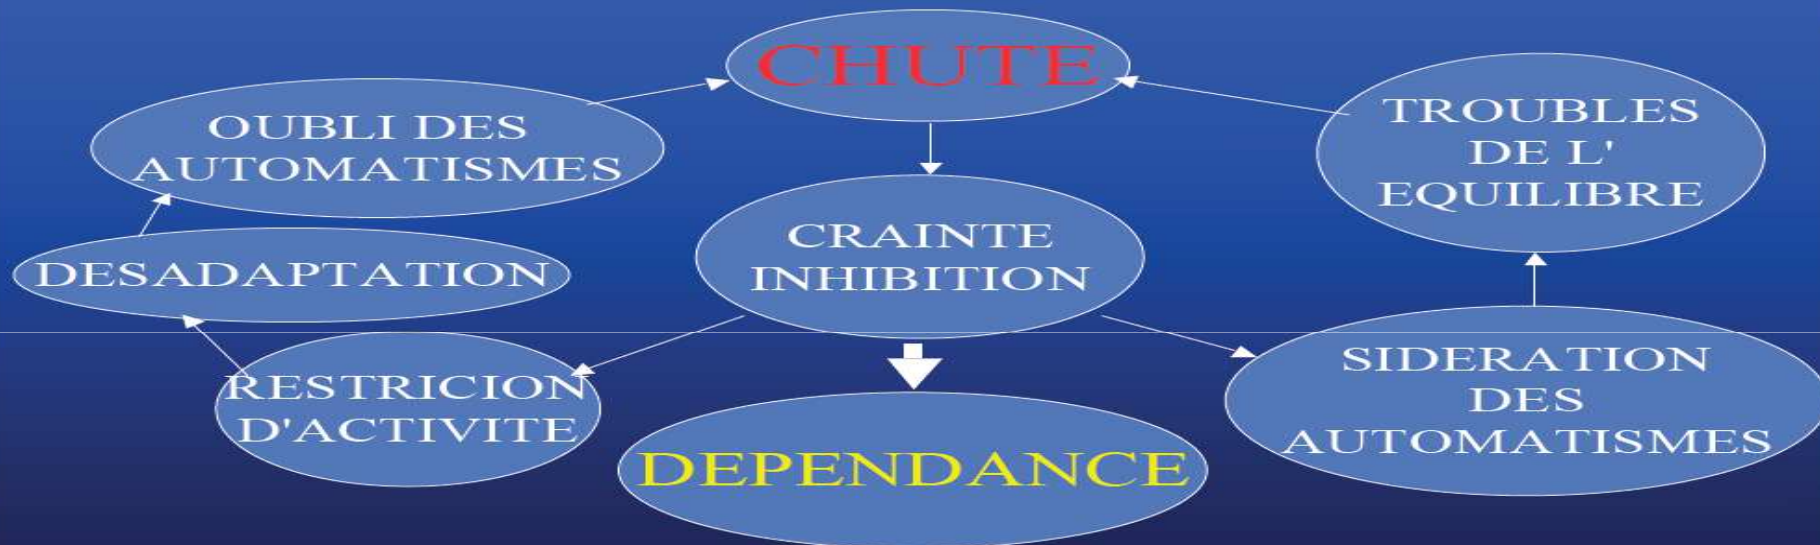 CHUTE
OUBLI DES
AUTOMATISMES
TROUBLES
DE L'
EQUILIBRE
CRAINTE
INHIBITION
DESADAPTATION
RESTRICION
D'ACTIVITE
SIDERATION
DES
AUTOMATISMES
DEPENDANCE